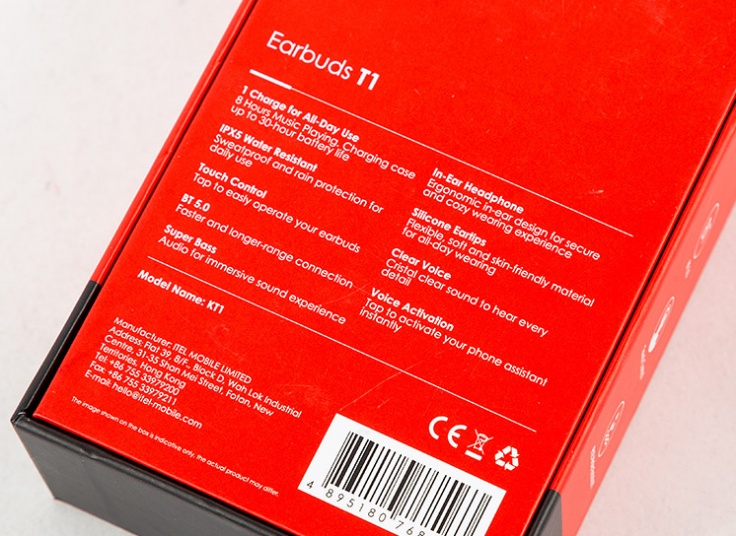 Earbuds T1
1 Charge for All-Day Use
8 Hours Music Playing, Charging case
up to 30-hour battery life
IPX5 Water Resistant
Sweatproof and rain protection for
daily use
Touch Control
Tap to easily operate your earbuds
BT 5.0
Faster and longer-range connection
Super Bass
Audio for immersive sound experience
In-Ear Headphone
Ergonomic in-ear design for secure
and cozy wearing experience
Silicone Eartips
Flexible, soft and skin-friendly material
for all-day wearing
Clear Voice
Cristal clear sound to hear every
detail
Voice Activation
Tap to activate your phone assistant
instantly
Model Name: KT1
Manufacturer: ITEL MOBILE LIMITED
Address: Flat 39, 8/F., Block D, Wah Lok Industrial
Centre, 31-35 Shan Mei Street, Fotan, New
Territories, Hong Kong
Tel: +86 755 33979200
Fax: +86 755 33979211
E-mail: hello@itel-mobile.com
The image shown on the box is indicative only, the actual product may differ.
CE
4 895180 768